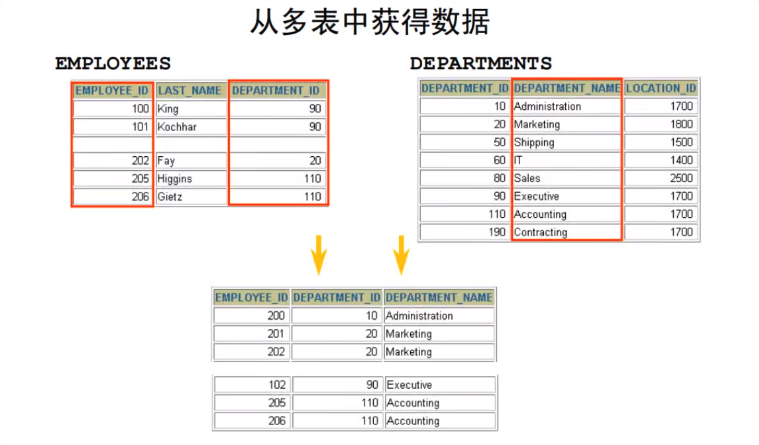 从多表中获得数据
EMPLOYEES
EMPLOYEE_ID LAST_NAME DEPARTMENT_ID
100 King 90
101 Kochhar 90
202 Fay 20
205 Higgins 110
206 Gietz 110
DEPARTMENTS
DEPARTMENT_ID DEPARTMENT_NAME LOCATION_ID
10 Administration 1700
20 Marketing 1800
50 Shipping 1500
60 IT 1400
80 Sales 2500
90 Executive 1700
110 Accounting 1700
190 Contracting 1700
EMPLOYEE_ID DEPARTMENT_ID DEPARTMENT_NAME
200 10 Administration
201 20 Marketing
202 20 Marketing
102 90 Executive
205 110 Accounting
206 110 Accounting